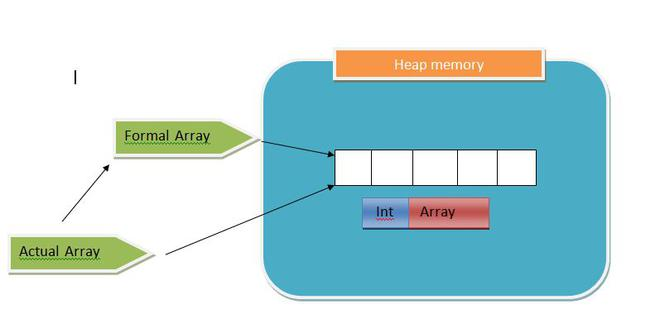 Heap memory
Formal Array
Int Array
Actual Array